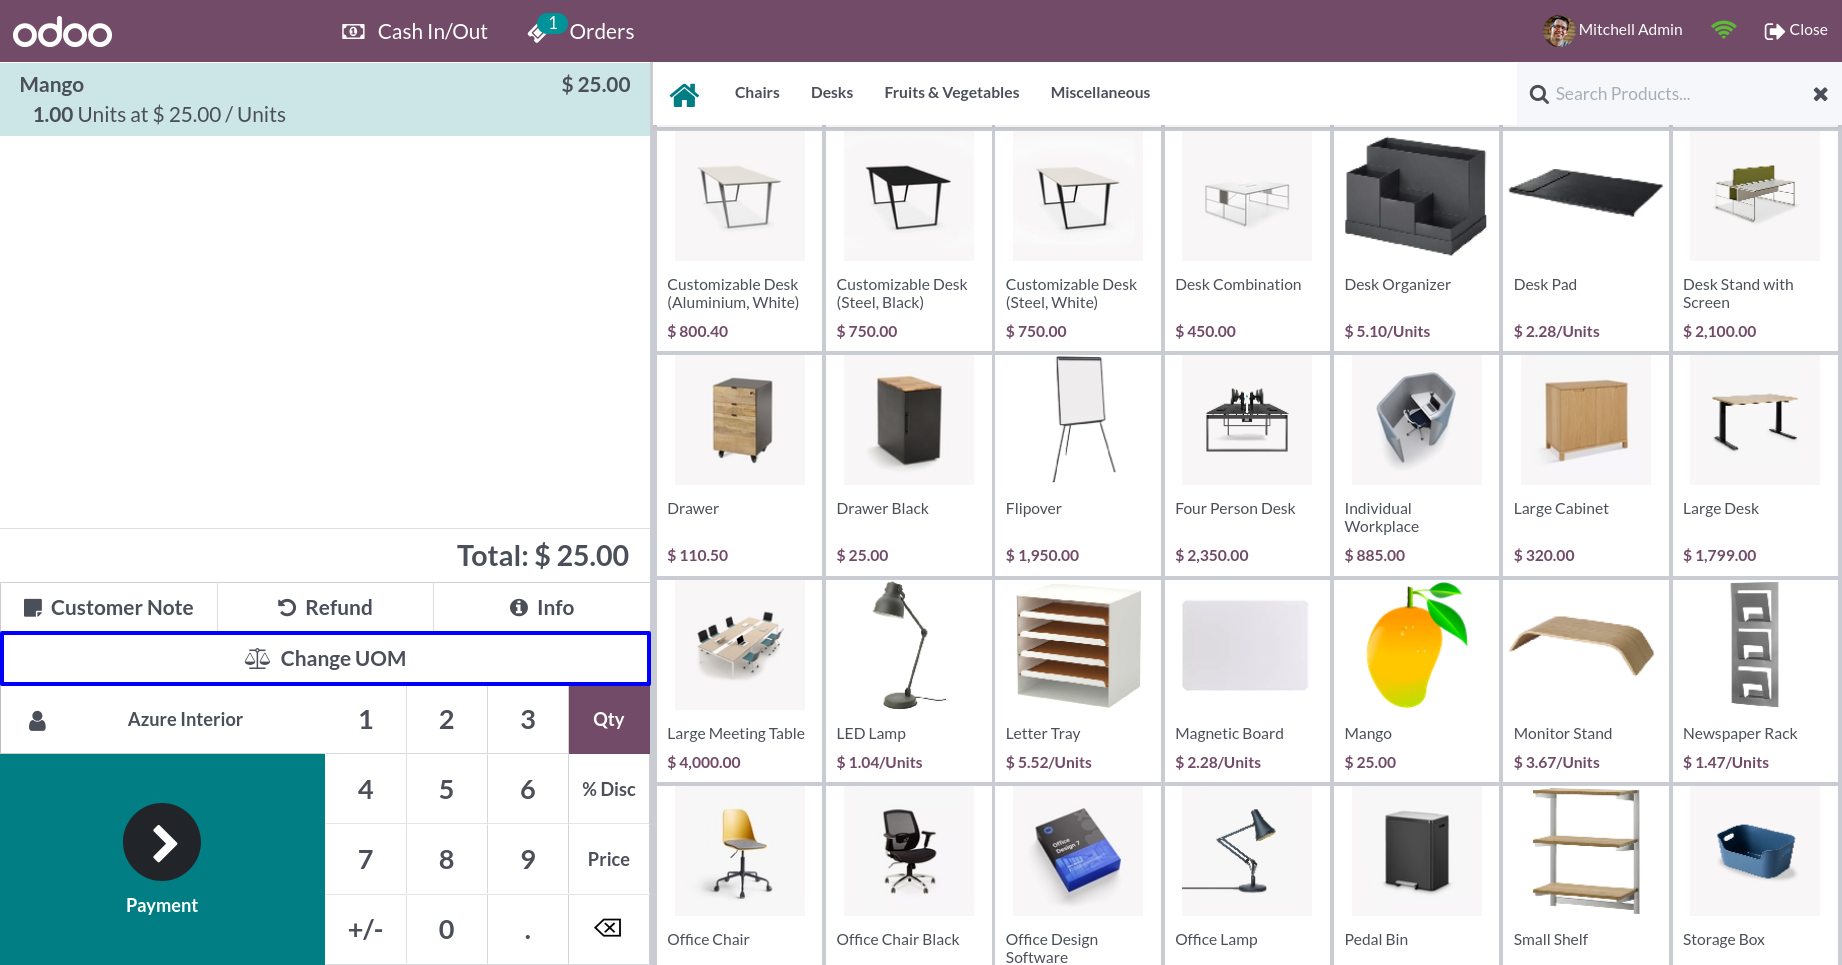 odoo
Cash In/Out
1
Orders
Mitchell Admin
Close
Mango $ 25.00
1.00 Units at $ 25.00 / Units
Total: $ 25.00
Customer Note
Refund
Info
Change UOM
Azure Interior
1 2 3 Qty
4 5 6 % Disc
7 8 9 Price
+/- 0 .
Payment
Chairs
Desks
Fruits & Vegetables
Miscellaneous
Search Products...
Customizable Desk
(Aluminium, White)
$ 800.40
Customizable Desk
(Steel, Black)
$ 750.00
Customizable Desk
(Steel, White)
$ 750.00
Desk Combination
$ 450.00
Desk Organizer
$ 5.10/Units
Desk Pad
$ 2.28/Units
Desk Stand with
Screen
$ 2,100.00
Drawer
$ 110.50
Drawer Black
$ 25.00
Flipover
$ 1,950.00
Four Person Desk
$ 2,350.00
Individual
Workplace
$ 885.00
Large Cabinet
$ 320.00
Large Desk
$ 1,799.00
Large Meeting Table
$ 4,000.00
LED Lamp
$ 1.04/Units
Letter Tray
$ 5.52/Units
Magnetic Board
$ 2.28/Units
Mango
$ 25.00
Monitor Stand
$ 3.67/Units
Newspaper Rack
$ 1.47/Units
Office Chair
Office Chair Black
Office
Design 7
Office Design
Software
Office Lamp
Pedal Bin
Small Shelf
Storage Box